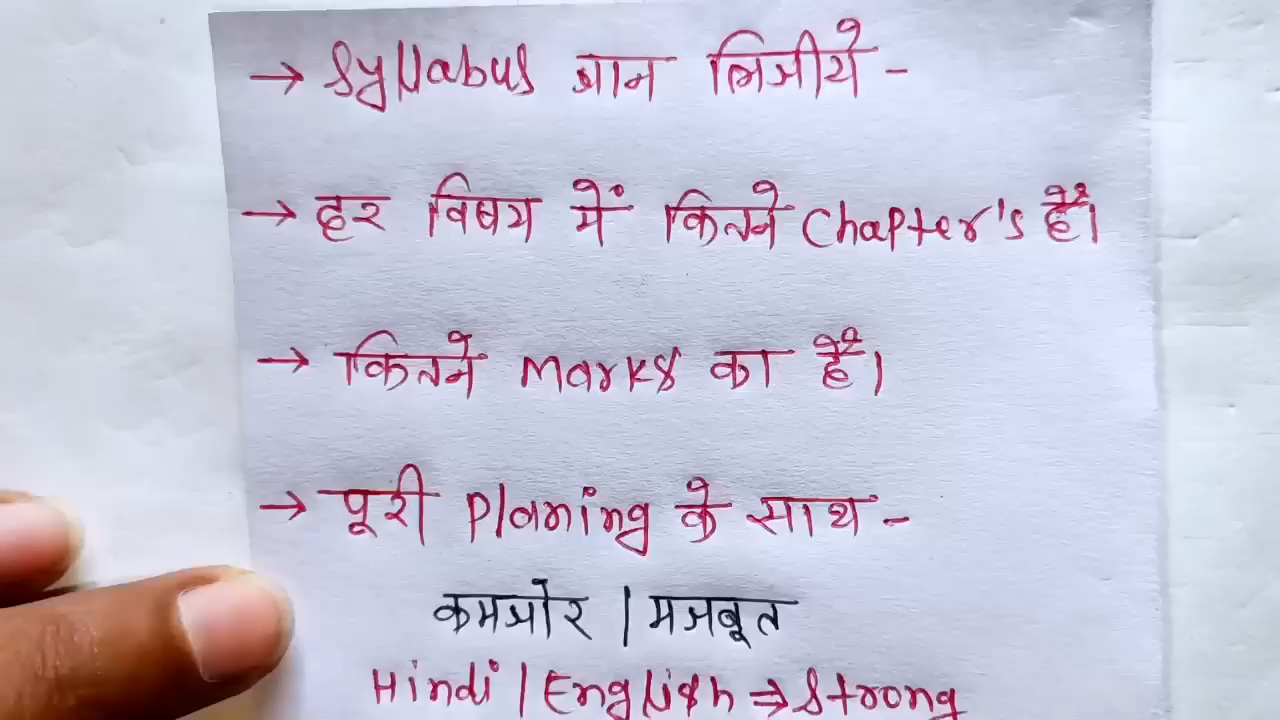 → Syllabus जान लिजीये -
→ हर विषय में कितने Chapter's हैं।
→ कितने Marks का हैं।
→ पूरी Planing के साथ -
कमजोर | मजबूत
Hindi | English ⇒ Strong